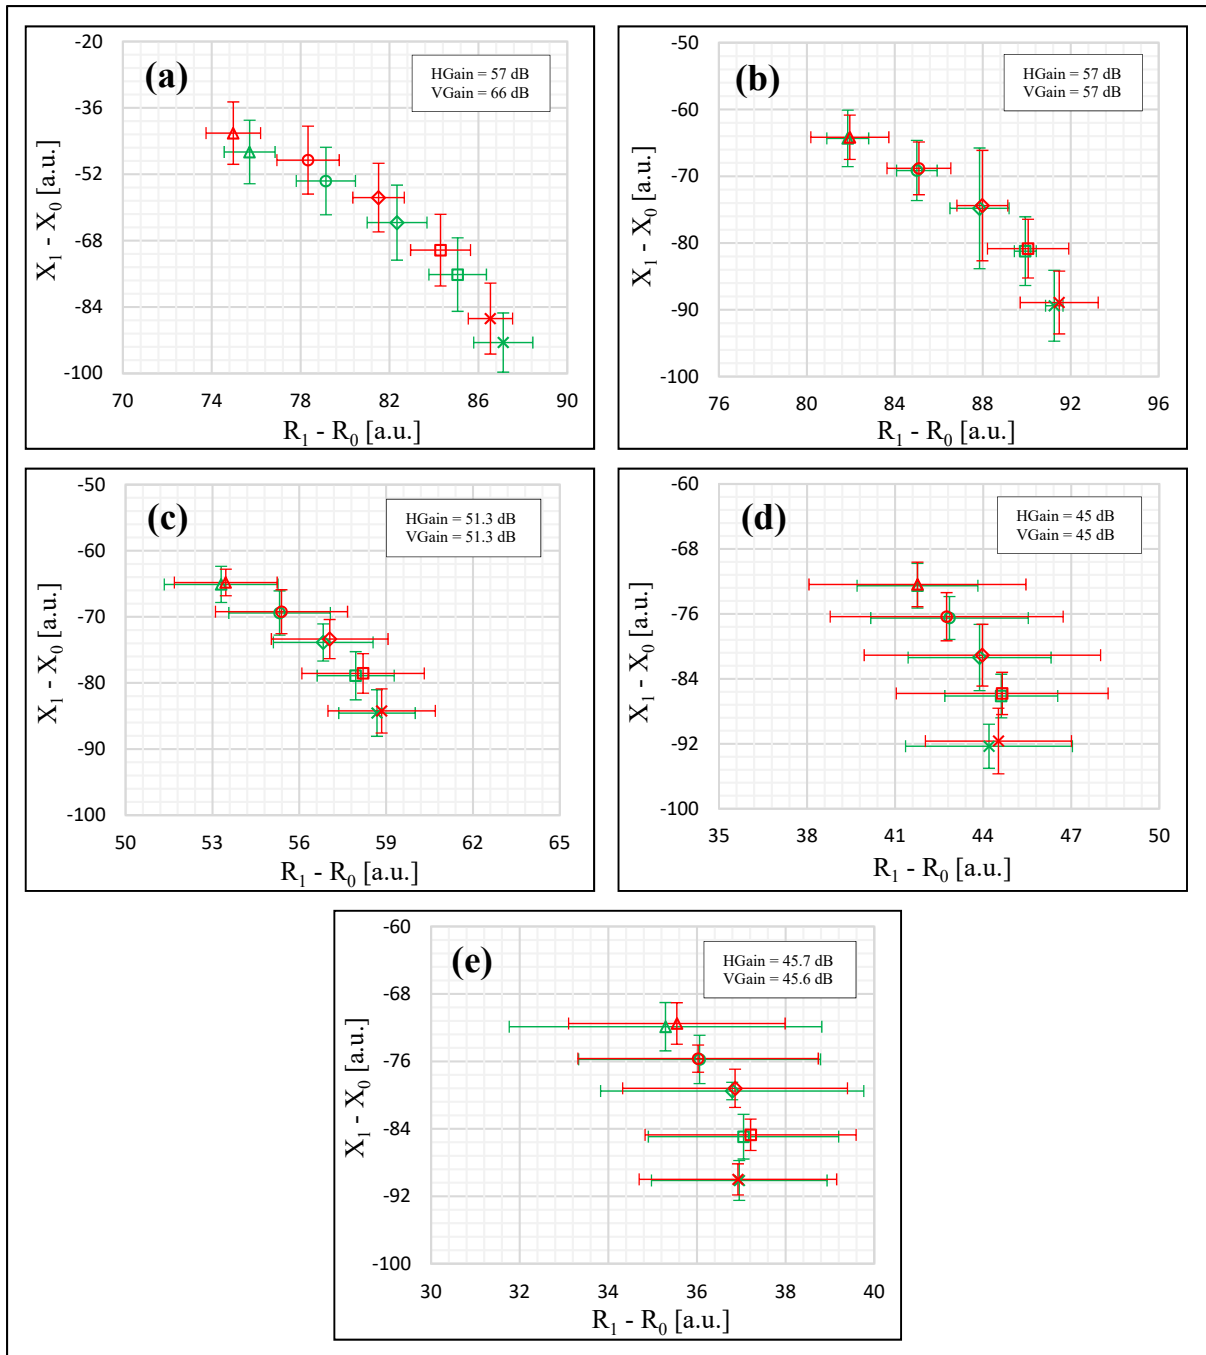 (a)
HGain = 57 dB
VGain = 66 dB
-20
-36
-52
-68
-84
-100
X1 - X0 [a.u.]
70 74 78 82 86 90
R1 - R0 [a.u.]
(b)
HGain = 57 dB
VGain = 57 dB
-50
-60
-70
-80
-90
-100
X1 - X0 [a.u.]
76 80 84 88 92 96
R1 - R0 [a.u.]
(c)
HGain = 51.3 dB
VGain = 51.3 dB
-50
-60
-70
-80
-90
-100
X1 - X0 [a.u.]
50 53 56 59 62 65
R1 - R0 [a.u.]
(d)
HGain = 45 dB
VGain = 45 dB
-60
-68
-76
-84
-92
-100
X1 - X0 [a.u.]
35 38 41 44 47 50
R1 - R0 [a.u.]
(e)
HGain = 45.7 dB
VGain = 45.6 dB
-60
-68
-76
-84
-92
-100
X1 - X0 [a.u.]
30 32 34 36 38 40
R1 - R0 [a.u.]